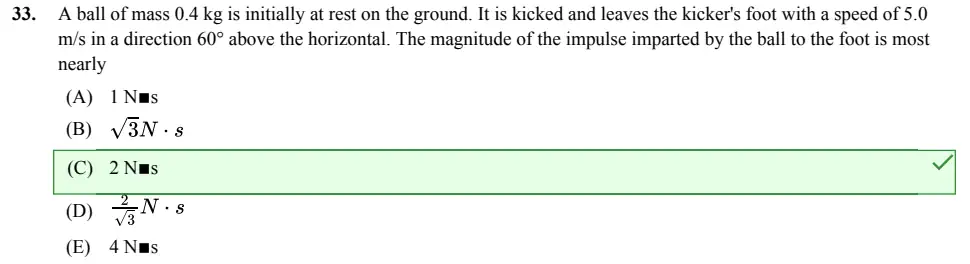 33. A ball of mass 0.4 kg is initially at rest on the ground. It is kicked and leaves the kicker's foot with a speed of 5.0
m/s in a direction 60° above the horizontal. The magnitude of the impulse imparted by the ball to the foot is most
nearly
(A) 1 N■s
(B) √3N · s
(C) 2 N■s
(D) 2/√3 N · s
(E) 4 N■s